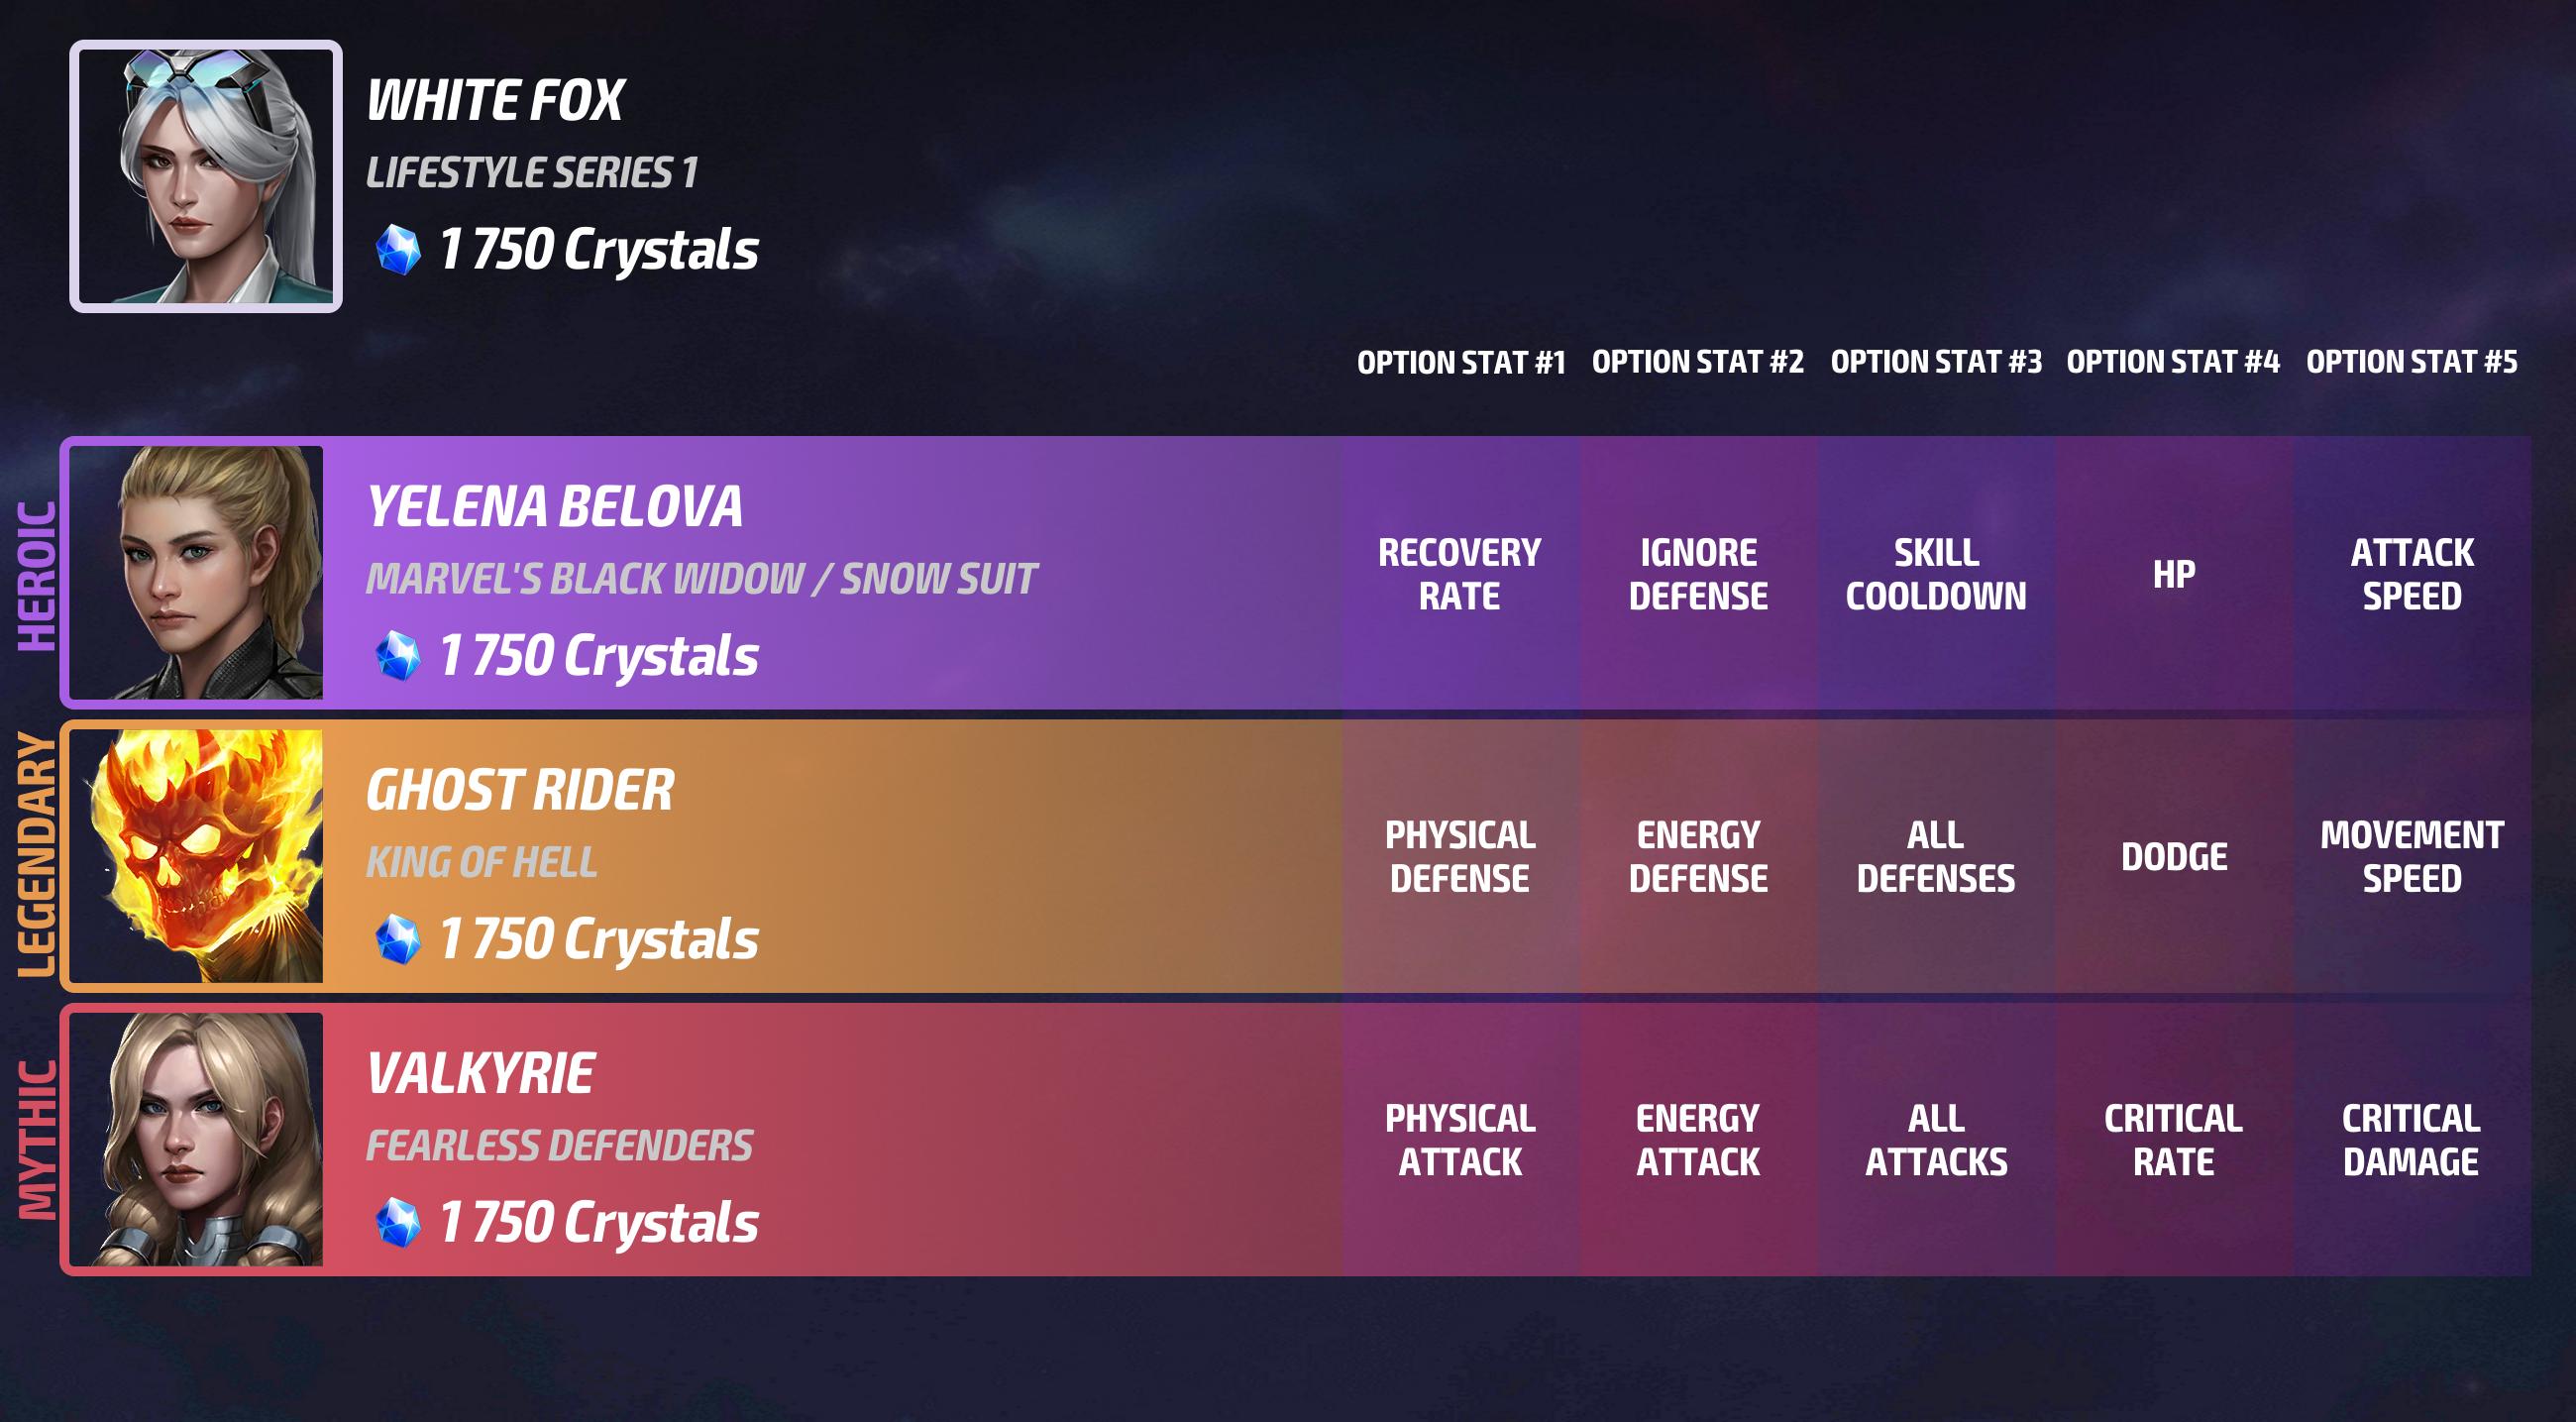 WHITE FOX
LIFESTYLE SERIES 1
1 750 Crystals
OPTION STAT #1 OPTION STAT #2 OPTION STAT #3 OPTION STAT #4 OPTION STAT #5
HEROIC
YELENA BELOVA
MARVEL'S BLACK WIDOW / SNOW SUIT
1 750 Crystals
RECOVERY
RATE
IGNORE
DEFENSE
SKILL
COOLDOWN
HP
ATTACK
SPEED
LEGENDARY
GHOST RIDER
KING OF HELL
1 750 Crystals
PHYSICAL
DEFENSE
ENERGY
DEFENSE
ALL
DEFENSES
DODGE
MOVEMENT
SPEED
MYTHIC
VALKYRIE
FEARLESS DEFENDERS
1 750 Crystals
PHYSICAL
ATTACK
ENERGY
ATTACK
ALL
ATTACKS
CRITICAL
RATE
CRITICAL
DAMAGE